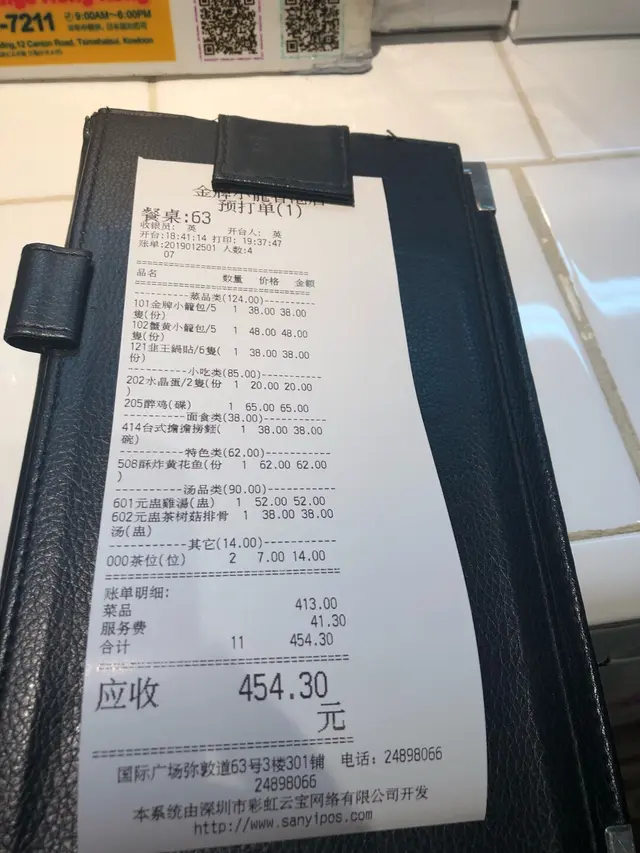 -7211
9:00AM~6:00PM
12 Canton Road, Tsimshatsui, Kowloon
预打单(1)
餐桌:63
收银员: 英 开台人: 英
开台:18:41:14 打印: 19:37:47
账单:2019012501 人数:4
07
品名 数量 价格 金额
蒸品类(124.00)
101金牌小籠包/5 1 38.00 38.00
隻(份)
102蟹黄小籠包/5 1 48.00 48.00
隻(份)
121韭王鍋貼/6隻( 1 38.00 38.00
份)
小吃类(85.00)
202水晶蛋/2隻(份 1 20.00 20.00
)
205醉鸡(碟) 1 65.00 65.00
面食类(38.00)
414台式擔擔撈麵( 1 38.00 38.00
碗)
特色类(62.00)
508酥炸黄花鱼(份 1 62.00 62.00
)
汤品类(90.00)
601元盅雞湯(盅) 1 52.00 52.00
602元盅茶树菇排骨 1 38.00 38.00
汤(盅)
其它(14.00)
000茶位(位) 2 7.00 14.00
账单明细:
菜品 413.00
服务费 41.30
合计 11 454.30
应收 454.30
元
国际广场弥敦道63号3楼301铺 电话: 24898066
24898066
本系统由深圳市彩虹云宝网络有限公司开发
http://www.sanyipos.com